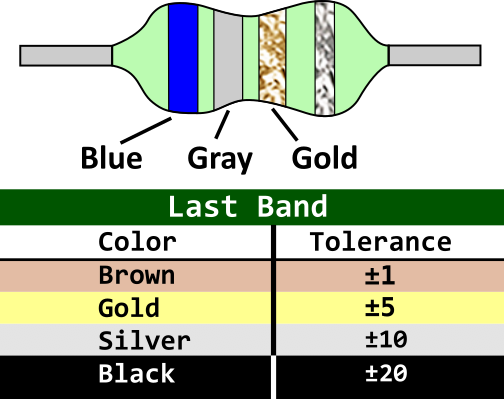 Blue Gray Gold
Last Band
Color Tolerance
Brown ±1
Gold ±5
Silver ±10
Black ±20